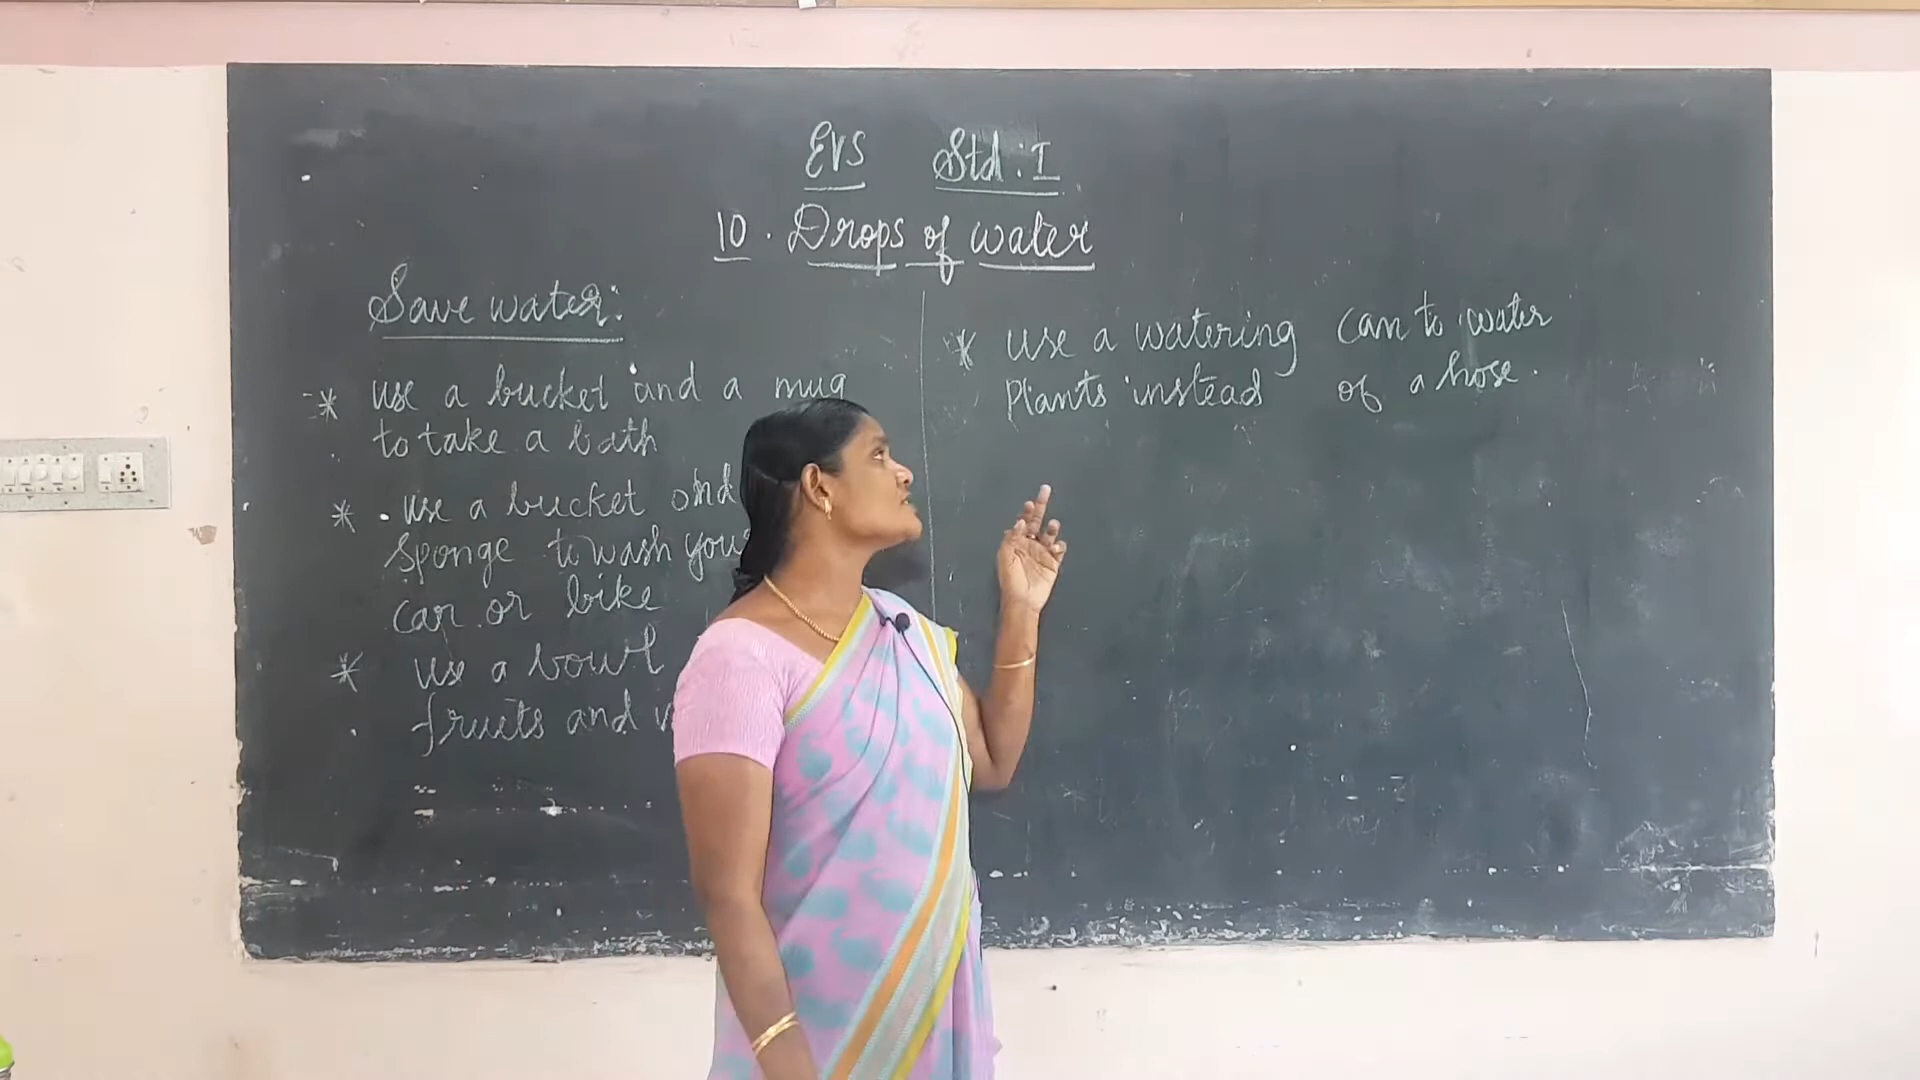 EVS Std : I
10. Drops of water
Save water:
* use a bucket and a mug
to take a bath
* use a bucket and
sponge to wash your
car or bike
* use a bowl
fruits and
* use a watering can to water
Plants instead of a hose.